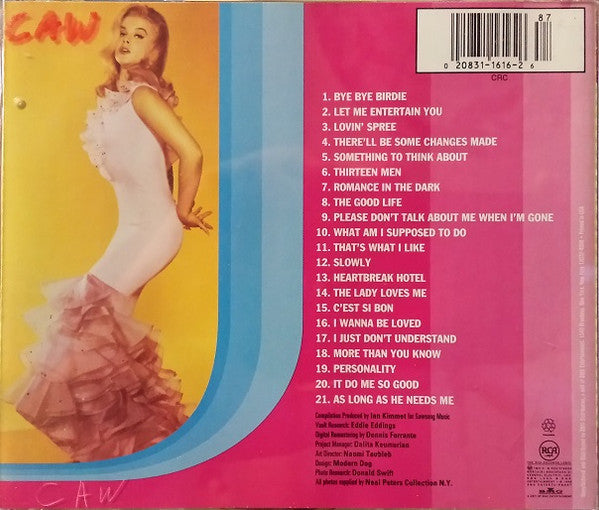 CAW
87
0 20831-1616-2 6
CRC
1. BYE BYE BIRDIE
2. LET ME ENTERTAIN YOU
3. LOVIN' SPREE
4. THERE'LL BE SOME CHANGES MADE
5. SOMETHING TO THINK ABOUT
6. THIRTEEN MEN
7. ROMANCE IN THE DARK
8. THE GOOD LIFE
9. PLEASE DON'T TALK ABOUT ME WHEN I'M GONE
10. WHAT AM I SUPPOSED TO DO
11. THAT'S WHAT I LIKE
12. SLOWLY
13. HEARTBREAK HOTEL
14. THE LADY LOVES ME
15. C'EST SI BON
16. I WANNA BE LOVED
17. I JUST DON'T UNDERSTAND
18. MORE THAN YOU KNOW
19. PERSONALITY
20. IT DO ME SO GOOD
21. AS LONG AS HE NEEDS ME
Compilation Produced by Ian Kimmet for Euwyong Music
Vault Research: Eddie Eddings
Digital Remastering by Dennis Ferrante
Project Manager: Dalita Keumurian
Art Director: Naomi Taubleb
Design: Modern Dog
Photo Research: Donald Swift
All photos supplied by Neal Peters Collection N.Y.
RCA
BMG
CAW